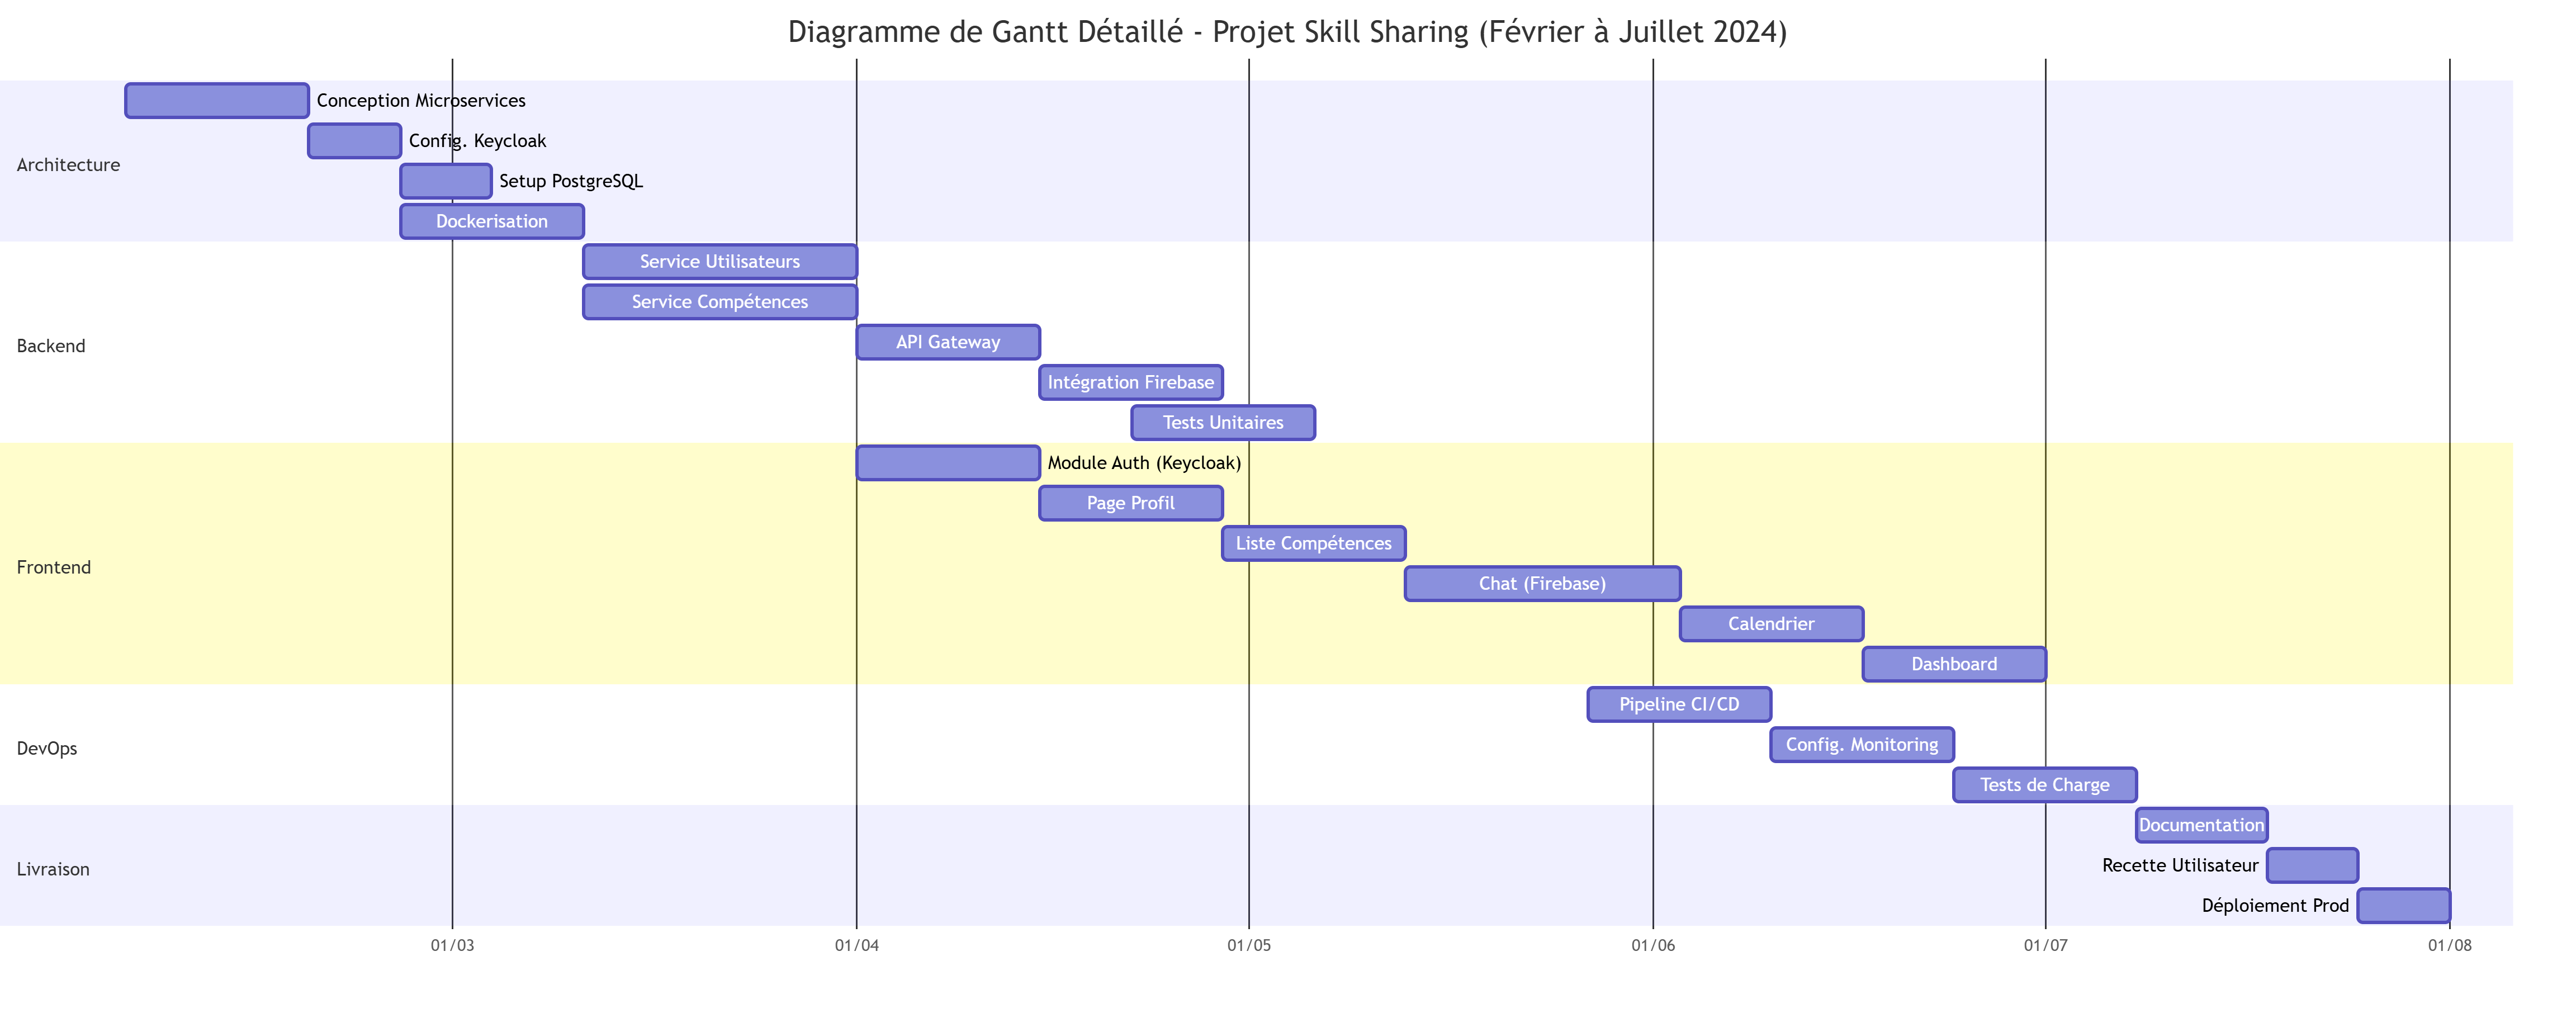 Diagramme de Gantt Détaillé - Projet Skill Sharing (Février à Juillet 2024)
Architecture
Conception Microservices
Config. Keycloak
Setup PostgreSQL
Dockerisation
Backend
Service Utilisateurs
Service Compétences
API Gateway
Intégration Firebase
Tests Unitaires
Frontend
Module Auth (Keycloak)
Page Profil
Liste Compétences
Chat (Firebase)
Calendrier
Dashboard
DevOps
Pipeline CI/CD
Config. Monitoring
Tests de Charge
Livraison
Documentation
Recette Utilisateur
Déploiement Prod
01/03 01/04 01/05 01/06 01/07 01/08